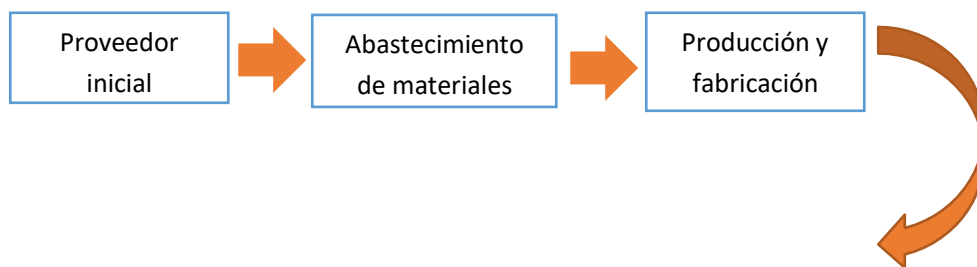 Proveedor
inicial
Abastecimiento
de materiales
Producción y
fabricación